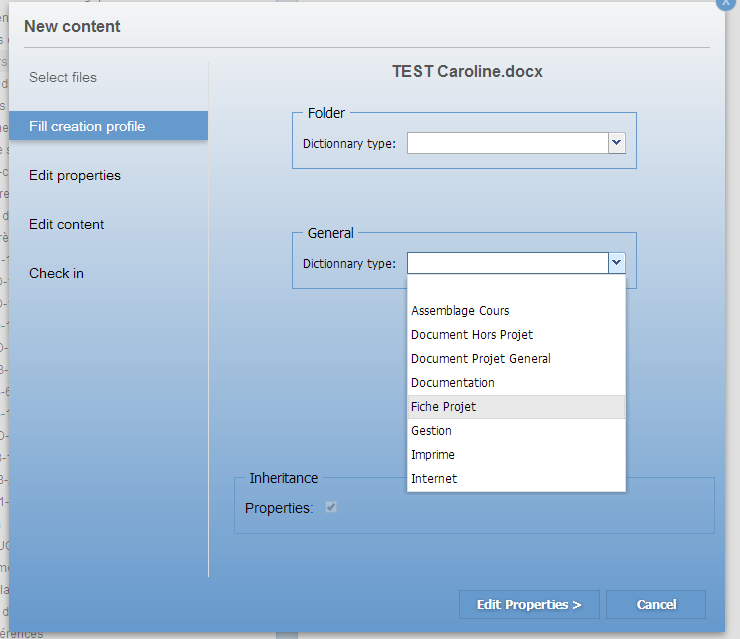 New content
Select files
Fill creation profile
Edit properties
Edit content
Check in
TEST Caroline.docx
Folder
Dictionnary type:
General
Dictionnary type:
Assemblage Cours
Document Hors Projet
Document Projet General
Documentation
Fiche Projet
Gestion
Imprime
Internet
Inheritance
Properties:
Edit Properties >
Cancel